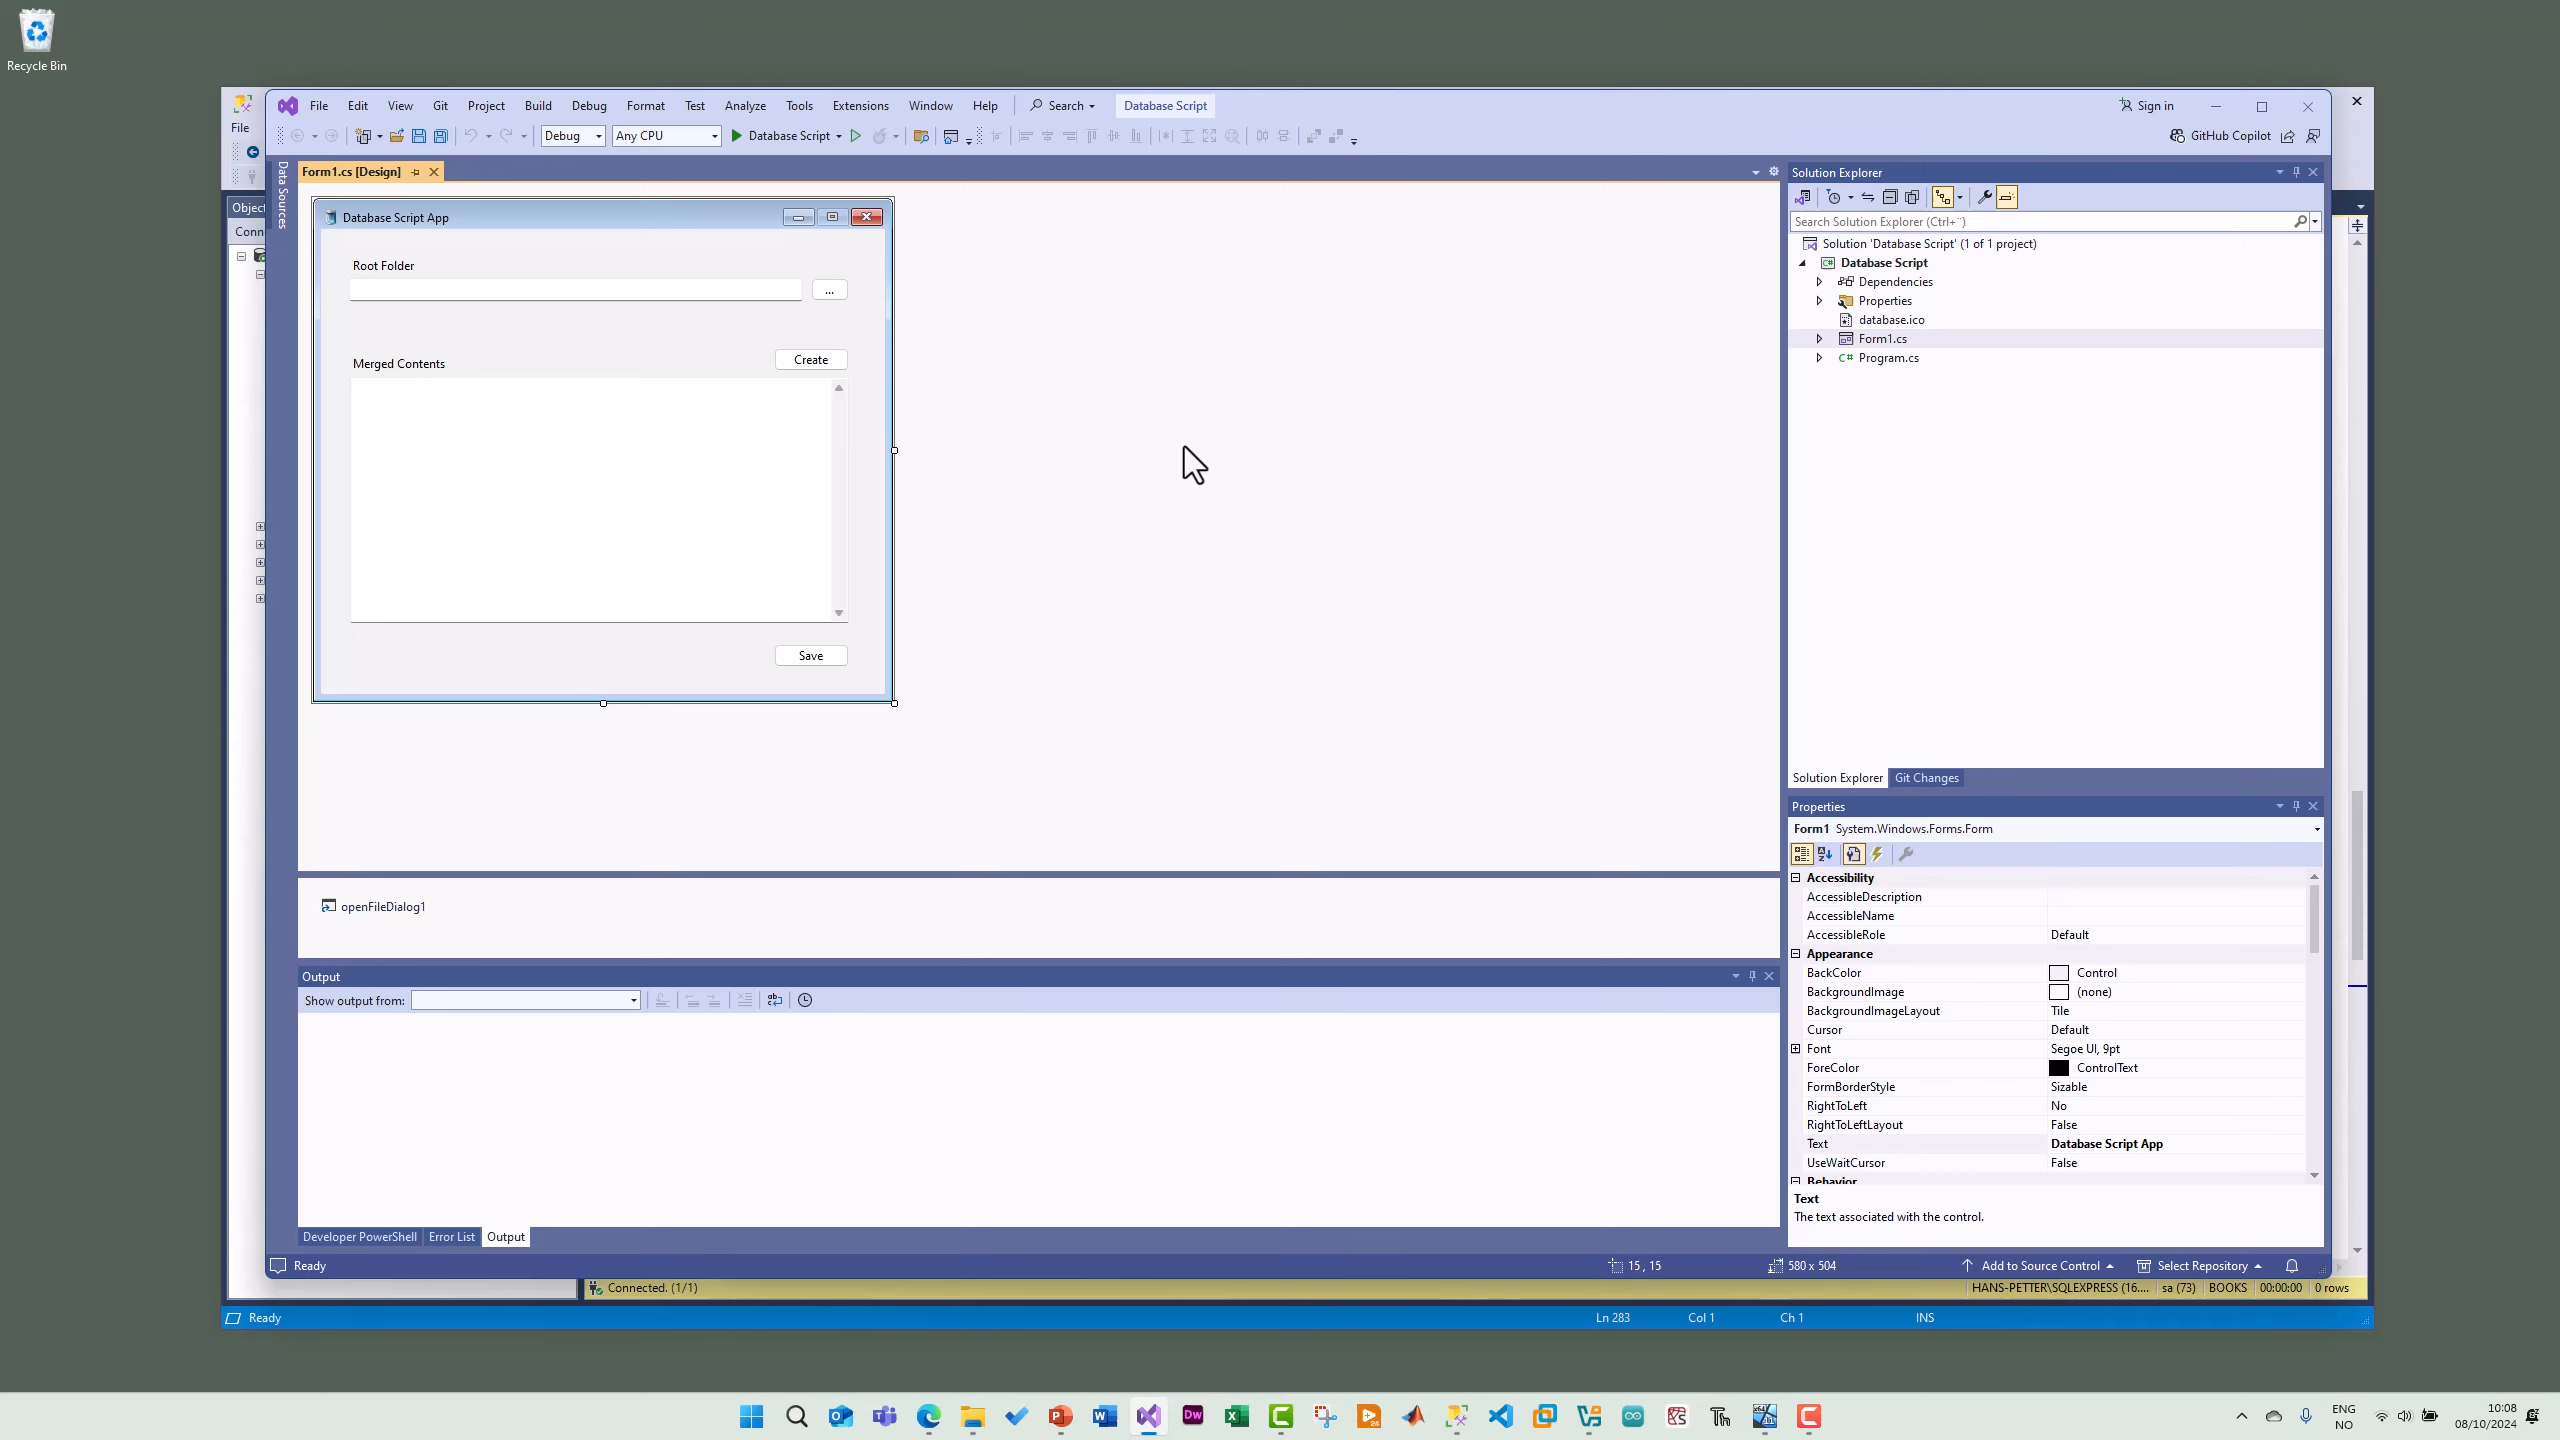 Recycle Bin
File Edit View Git Project Build Debug Format Test Analyze Tools Extensions Window Help Search Database Script Sign in
File
Debug Any CPU Database Script GitHub Copilot
Data Sources
Form1.cs [Design]
Object
Conn
Database Script App
Root Folder
...
Merged Contents
Create
Save
openFileDialog1
Output
Show output from:
Developer PowerShell Error List Output
Solution Explorer
Search Solution Explorer (Ctrl+¨)
Solution 'Database Script' (1 of 1 project)
Database Script
Dependencies
Properties
database.ico
Form1.cs
C# Program.cs
Solution Explorer Git Changes
Properties
Form1 System.Windows.Forms.Form
Accessibility
AccessibleDescription
AccessibleName
AccessibleRole Default
Appearance
BackColor Control
BackgroundImage (none)
BackgroundImageLayout Tile
Cursor Default
Font Segoe UI, 9pt
ForeColor ControlText
FormBorderStyle Sizable
RightToLeft No
RightToLeftLayout False
Text Database Script App
UseWaitCursor False
Behavior
Text
The text associated with the control.
Ready 15 , 15 580 x 504 Add to Source Control Select Repository
Connected. (1/1) HANS-PETTER\SQLEXPRESS (16.... sa (73) BOOKS 00:00:00 0 rows
Ready Ln 283 Col 1 Ch 1 INS
ENG
NO
10:08
08/10/2024